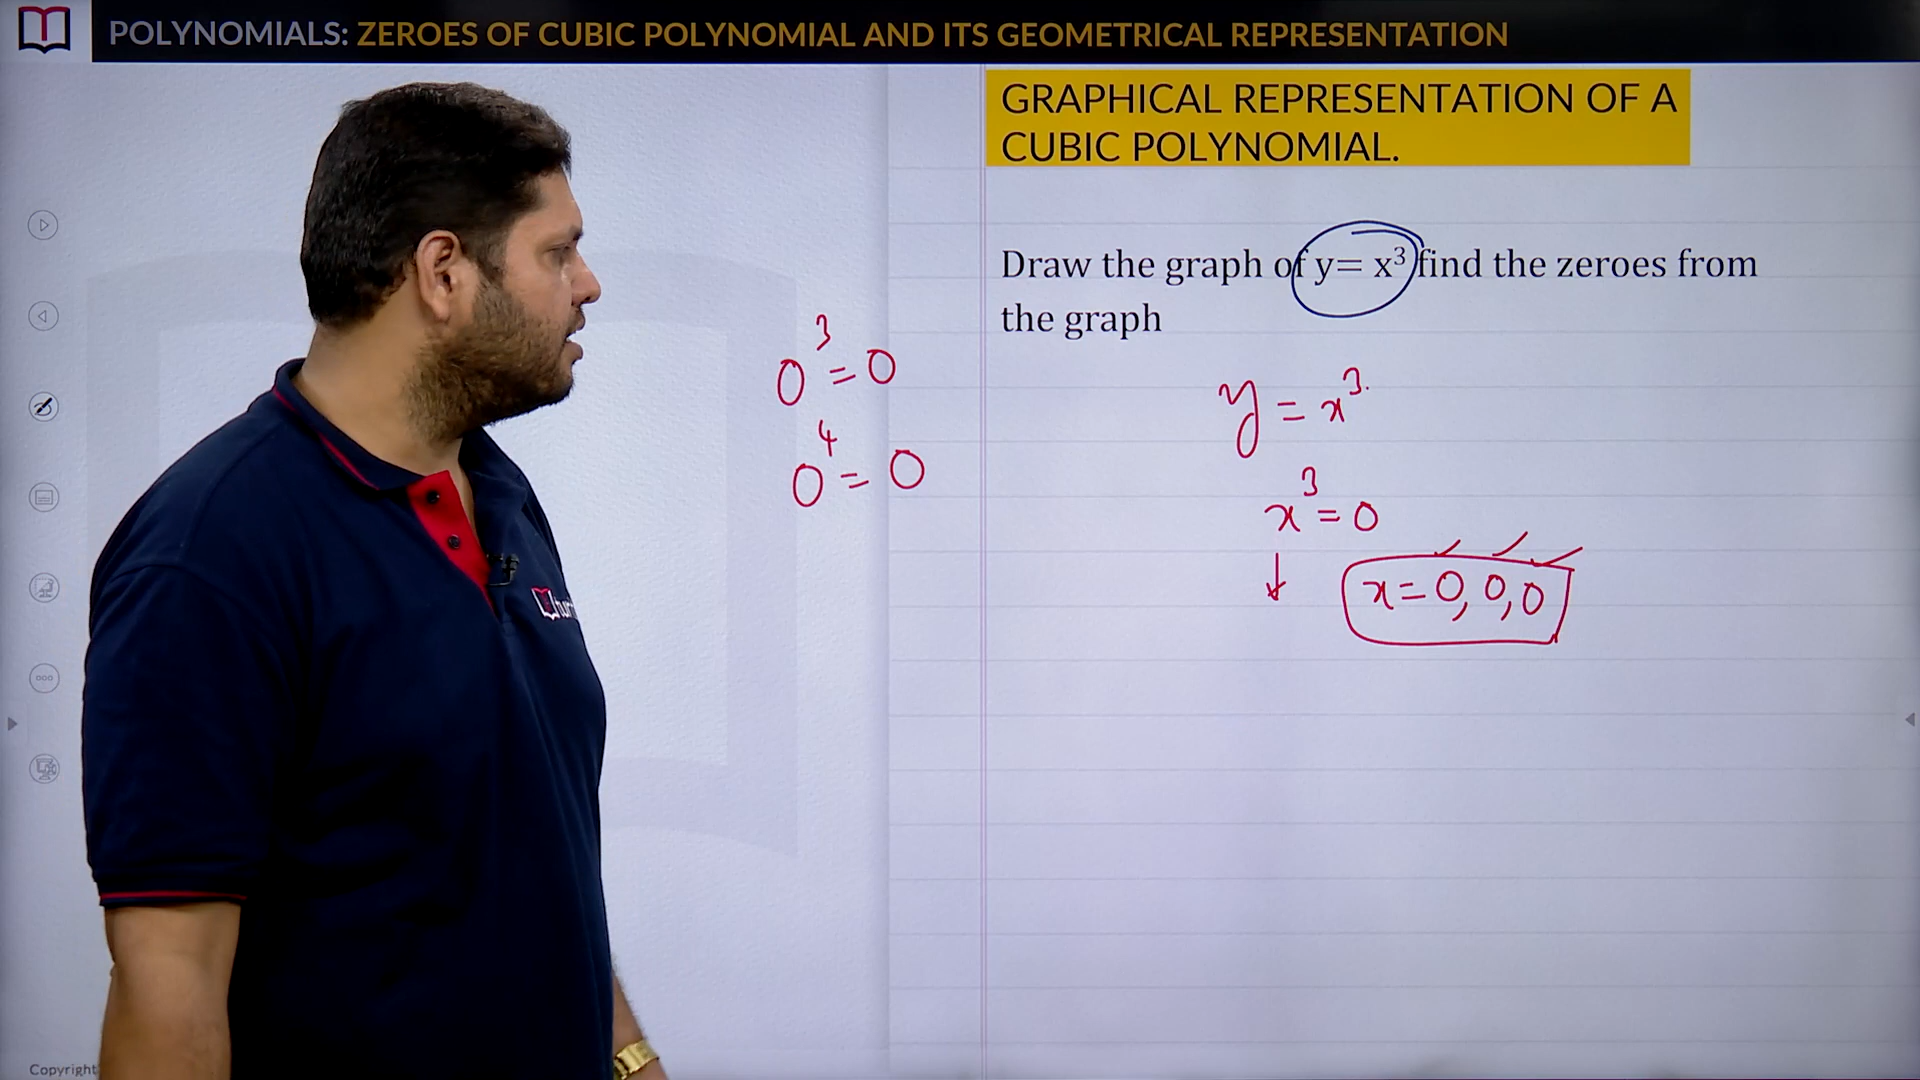 POLYNOMIALS: ZEROES OF CUBIC POLYNOMIAL AND ITS GEOMETRICAL REPRESENTATION
GRAPHICAL REPRESENTATION OF A
CUBIC POLYNOMIAL.
Draw the graph of y= x³ find the zeroes from
the graph
0³ = 0
0⁴ = 0
y = x³
x³ = 0
x = 0, 0, 0
Copyright